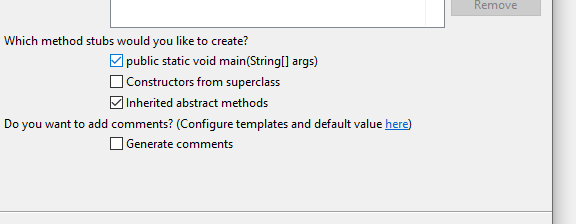 Remove
Which method stubs would you like to create?
public static void main(String[] args)
Constructors from superclass
Inherited abstract methods
Do you want to add comments? (Configure templates and default value here)
Generate comments